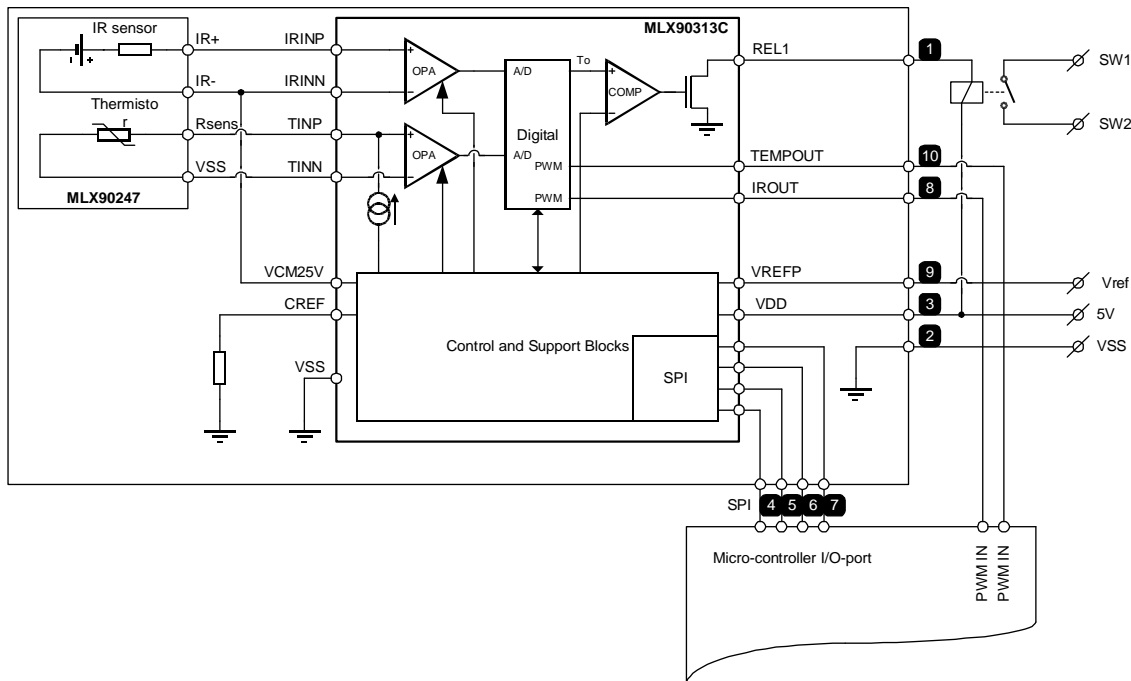 MLX90313C
IR sensor
IR+
IRINP
+
-
+
OPA
-
A/D
To
+
COMP
-
REL1
1
SW1
IR-
IRINN
Thermisto
r
Rsens
TINP
+
OPA
-
Digital
A/D
PWM
TEMPOUT
10
SW2
VSS
TINN
PWM
IROUT
8
MLX90247
VCM25V
VREFP
9
Vref
CREF
VDD
3
5V
Control and Support Blocks
2
VSS
VSS
SPI
SPI
4
5
6
7
Micro-controller I/O-port
PWM IN
PWM IN